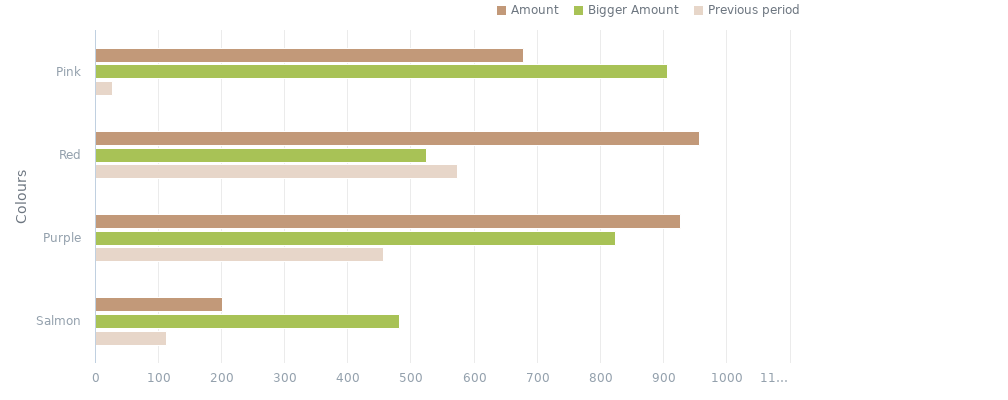 Amount Bigger Amount Previous period
Pink
Red
Colours
Purple
Salmon
0 100 200 300 400 500 600 700 800 900 1000 11...